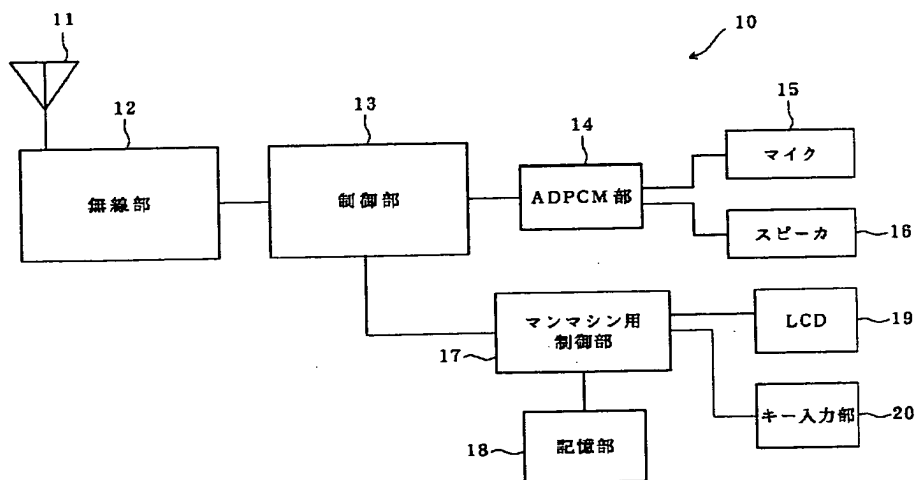 10
11
12
13
14
15
無線部
制御部
ADPCM部
マイク
スピーカ
16
マンマシン用
制御部
17
LCD
19
キー入力部
20
記憶部
18